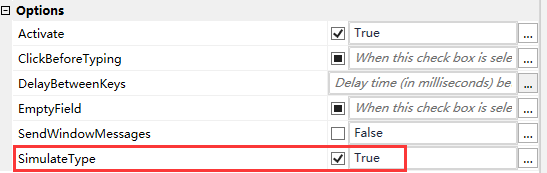 Options
Activate True ...
ClickBeforeTyping When this check box is sele ...
DelayBetweenKeys Delay time (in milliseconds) be ...
EmptyField When this check box is sele ...
SendWindowMessages False ...
SimulateType True ...